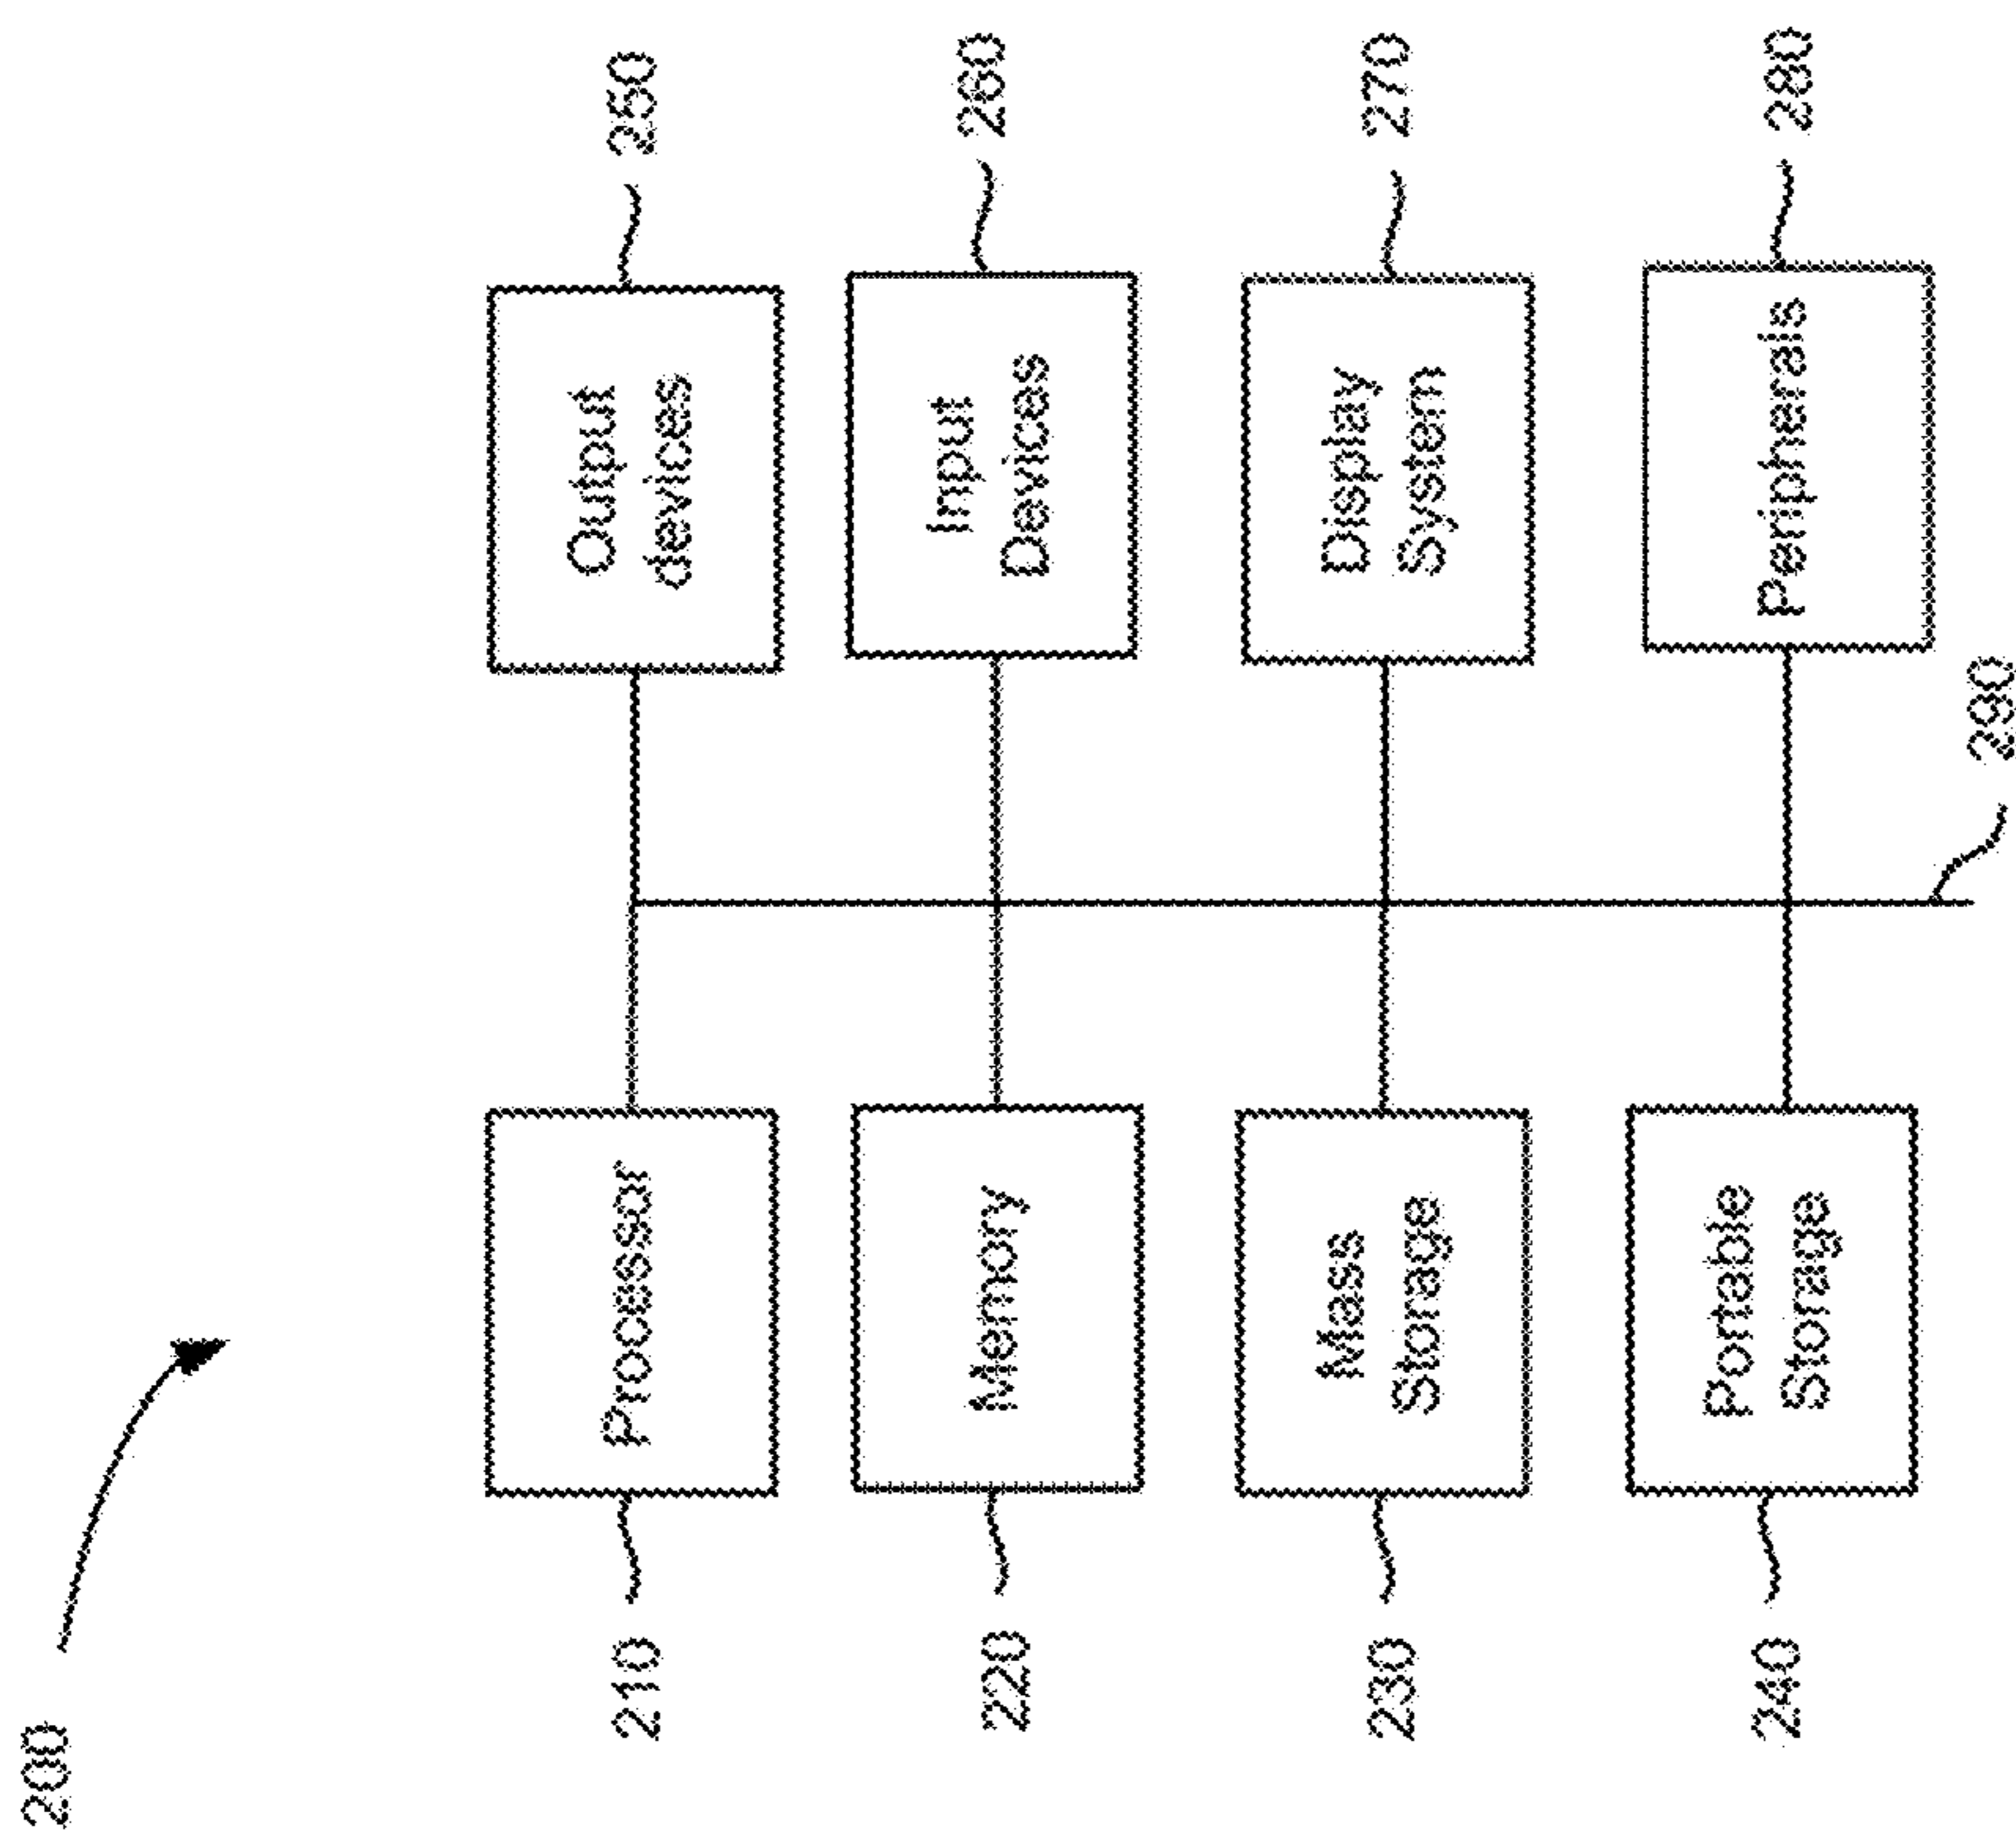 200
210
Processor
Output
devices
250
220
Memory
Input
Devices
260
230
Mass
Storage
Display
System
270
240
Portable
Storage
Peripherals
280
290